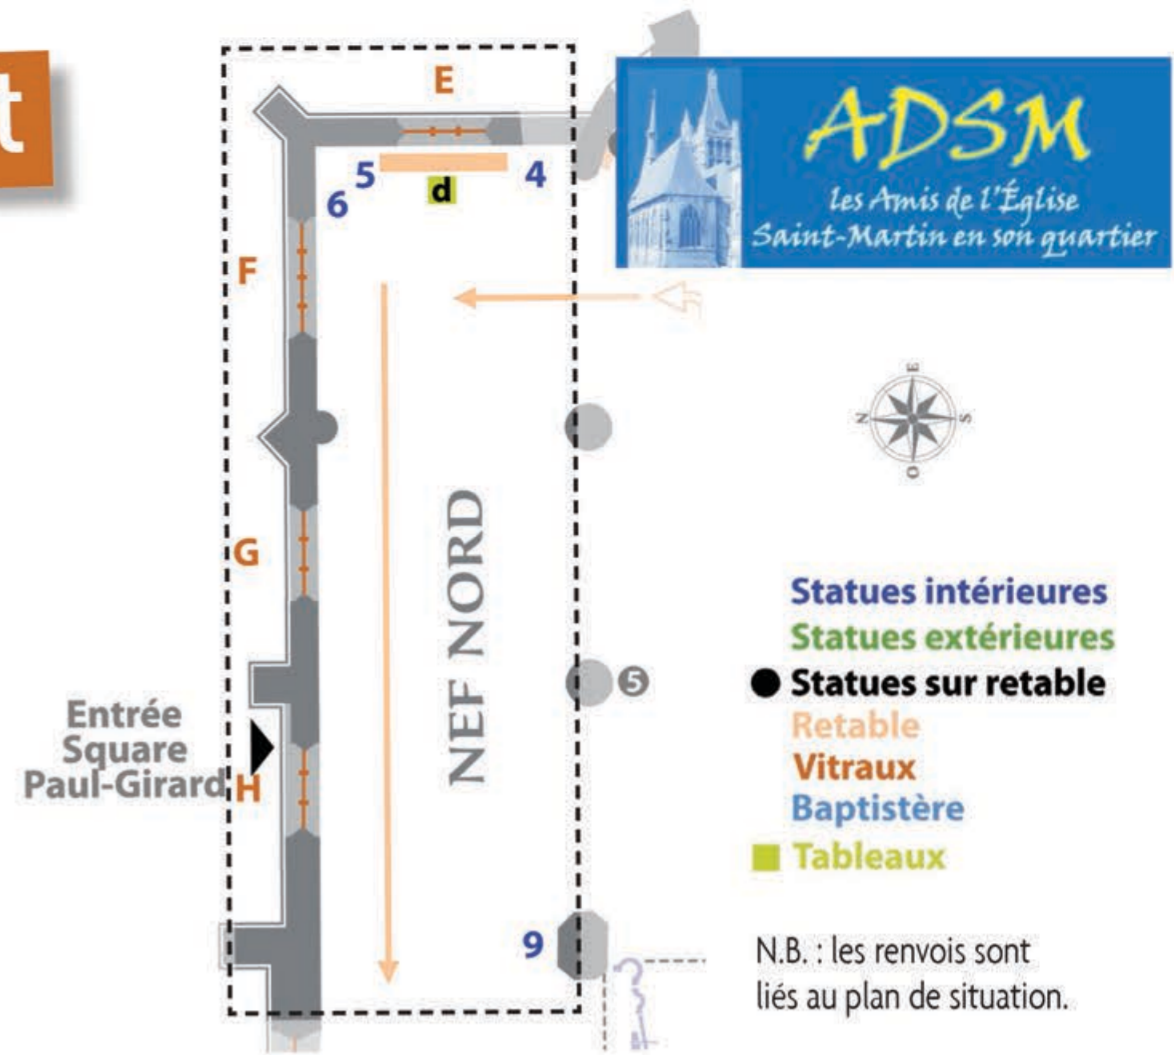 t
E
ADSM
les Amis de l'Église
Saint-Martin en son quartier
5
d
4
6
F
E
N
S
O
G
NEF NORD
Statues intérieures
Statues extérieures
Statues sur retable
Retable
Vitraux
Baptistère
Tableaux
5
Entrée
Square
Paul-Girard
H
9
N.B. : les renvois sont
liés au plan de situation.